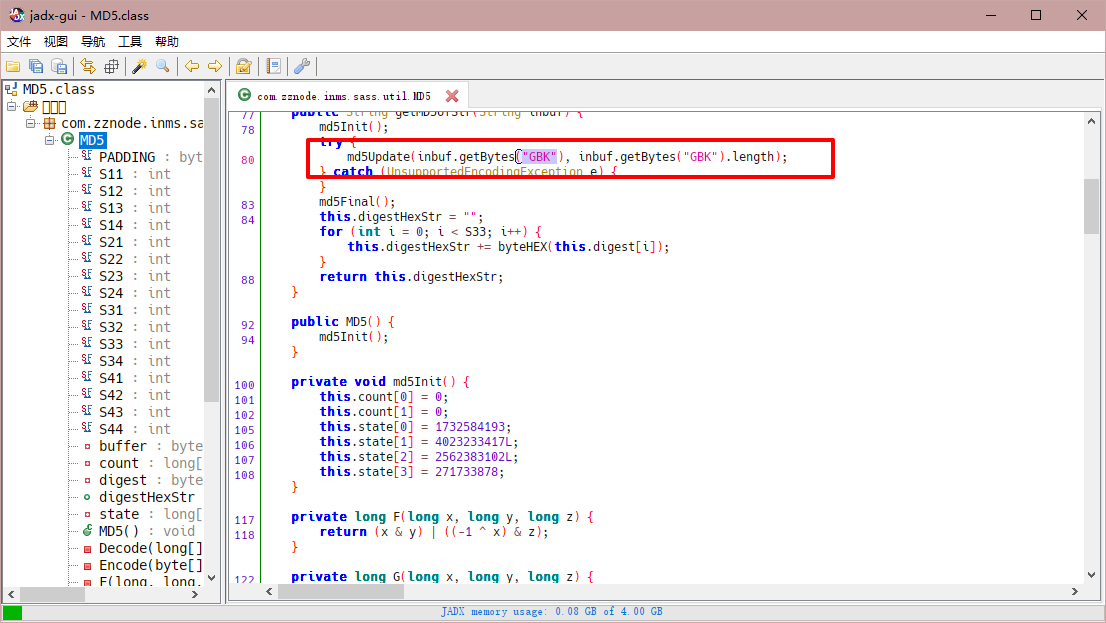 jadx-gui - MD5.class
文件 视图 导航 工具 帮助
MD5.class
com.zznode.inms.sa
MD5
PADDING : byt
S11 : int
S12 : int
S13 : int
S14 : int
S21 : int
S22 : int
S23 : int
S24 : int
S31 : int
S32 : int
S33 : int
S34 : int
S41 : int
S42 : int
S43 : int
S44 : int
buffer : byte
count : long[
digest : byte
digestHexStr
state : long[
MD5() : void
Decode(long[]
Encode(byte[]
F(long, long,
com.zznode.inms.sass.util.MD5
77 public String getMD5ofStr(String inbuf) {
78 md5Init();
try {
80 md5Update(inbuf.getBytes("GBK"), inbuf.getBytes("GBK").length);
} catch (UnsupportedEncodingException e) {
}
83 md5Final();
84 this.digestHexStr = "";
for (int i = 0; i < S33; i++) {
this.digestHexStr += byteHEX(this.digest[i]);
}
88 return this.digestHexStr;
}
92 public MD5() {
94 md5Init();
}
100 private void md5Init() {
101 this.count[0] = 0;
102 this.count[1] = 0;
105 this.state[0] = 1732584193;
106 this.state[1] = 4023233417L;
107 this.state[2] = 2562383102L;
108 this.state[3] = 271733878;
}
117 private long F(long x, long y, long z) {
118 return (x & y) | ((-1 ^ x) & z);
}
122 private long G(long x, long y, long z) {
JADX memory usage: 0.08 GB of 4.00 GB